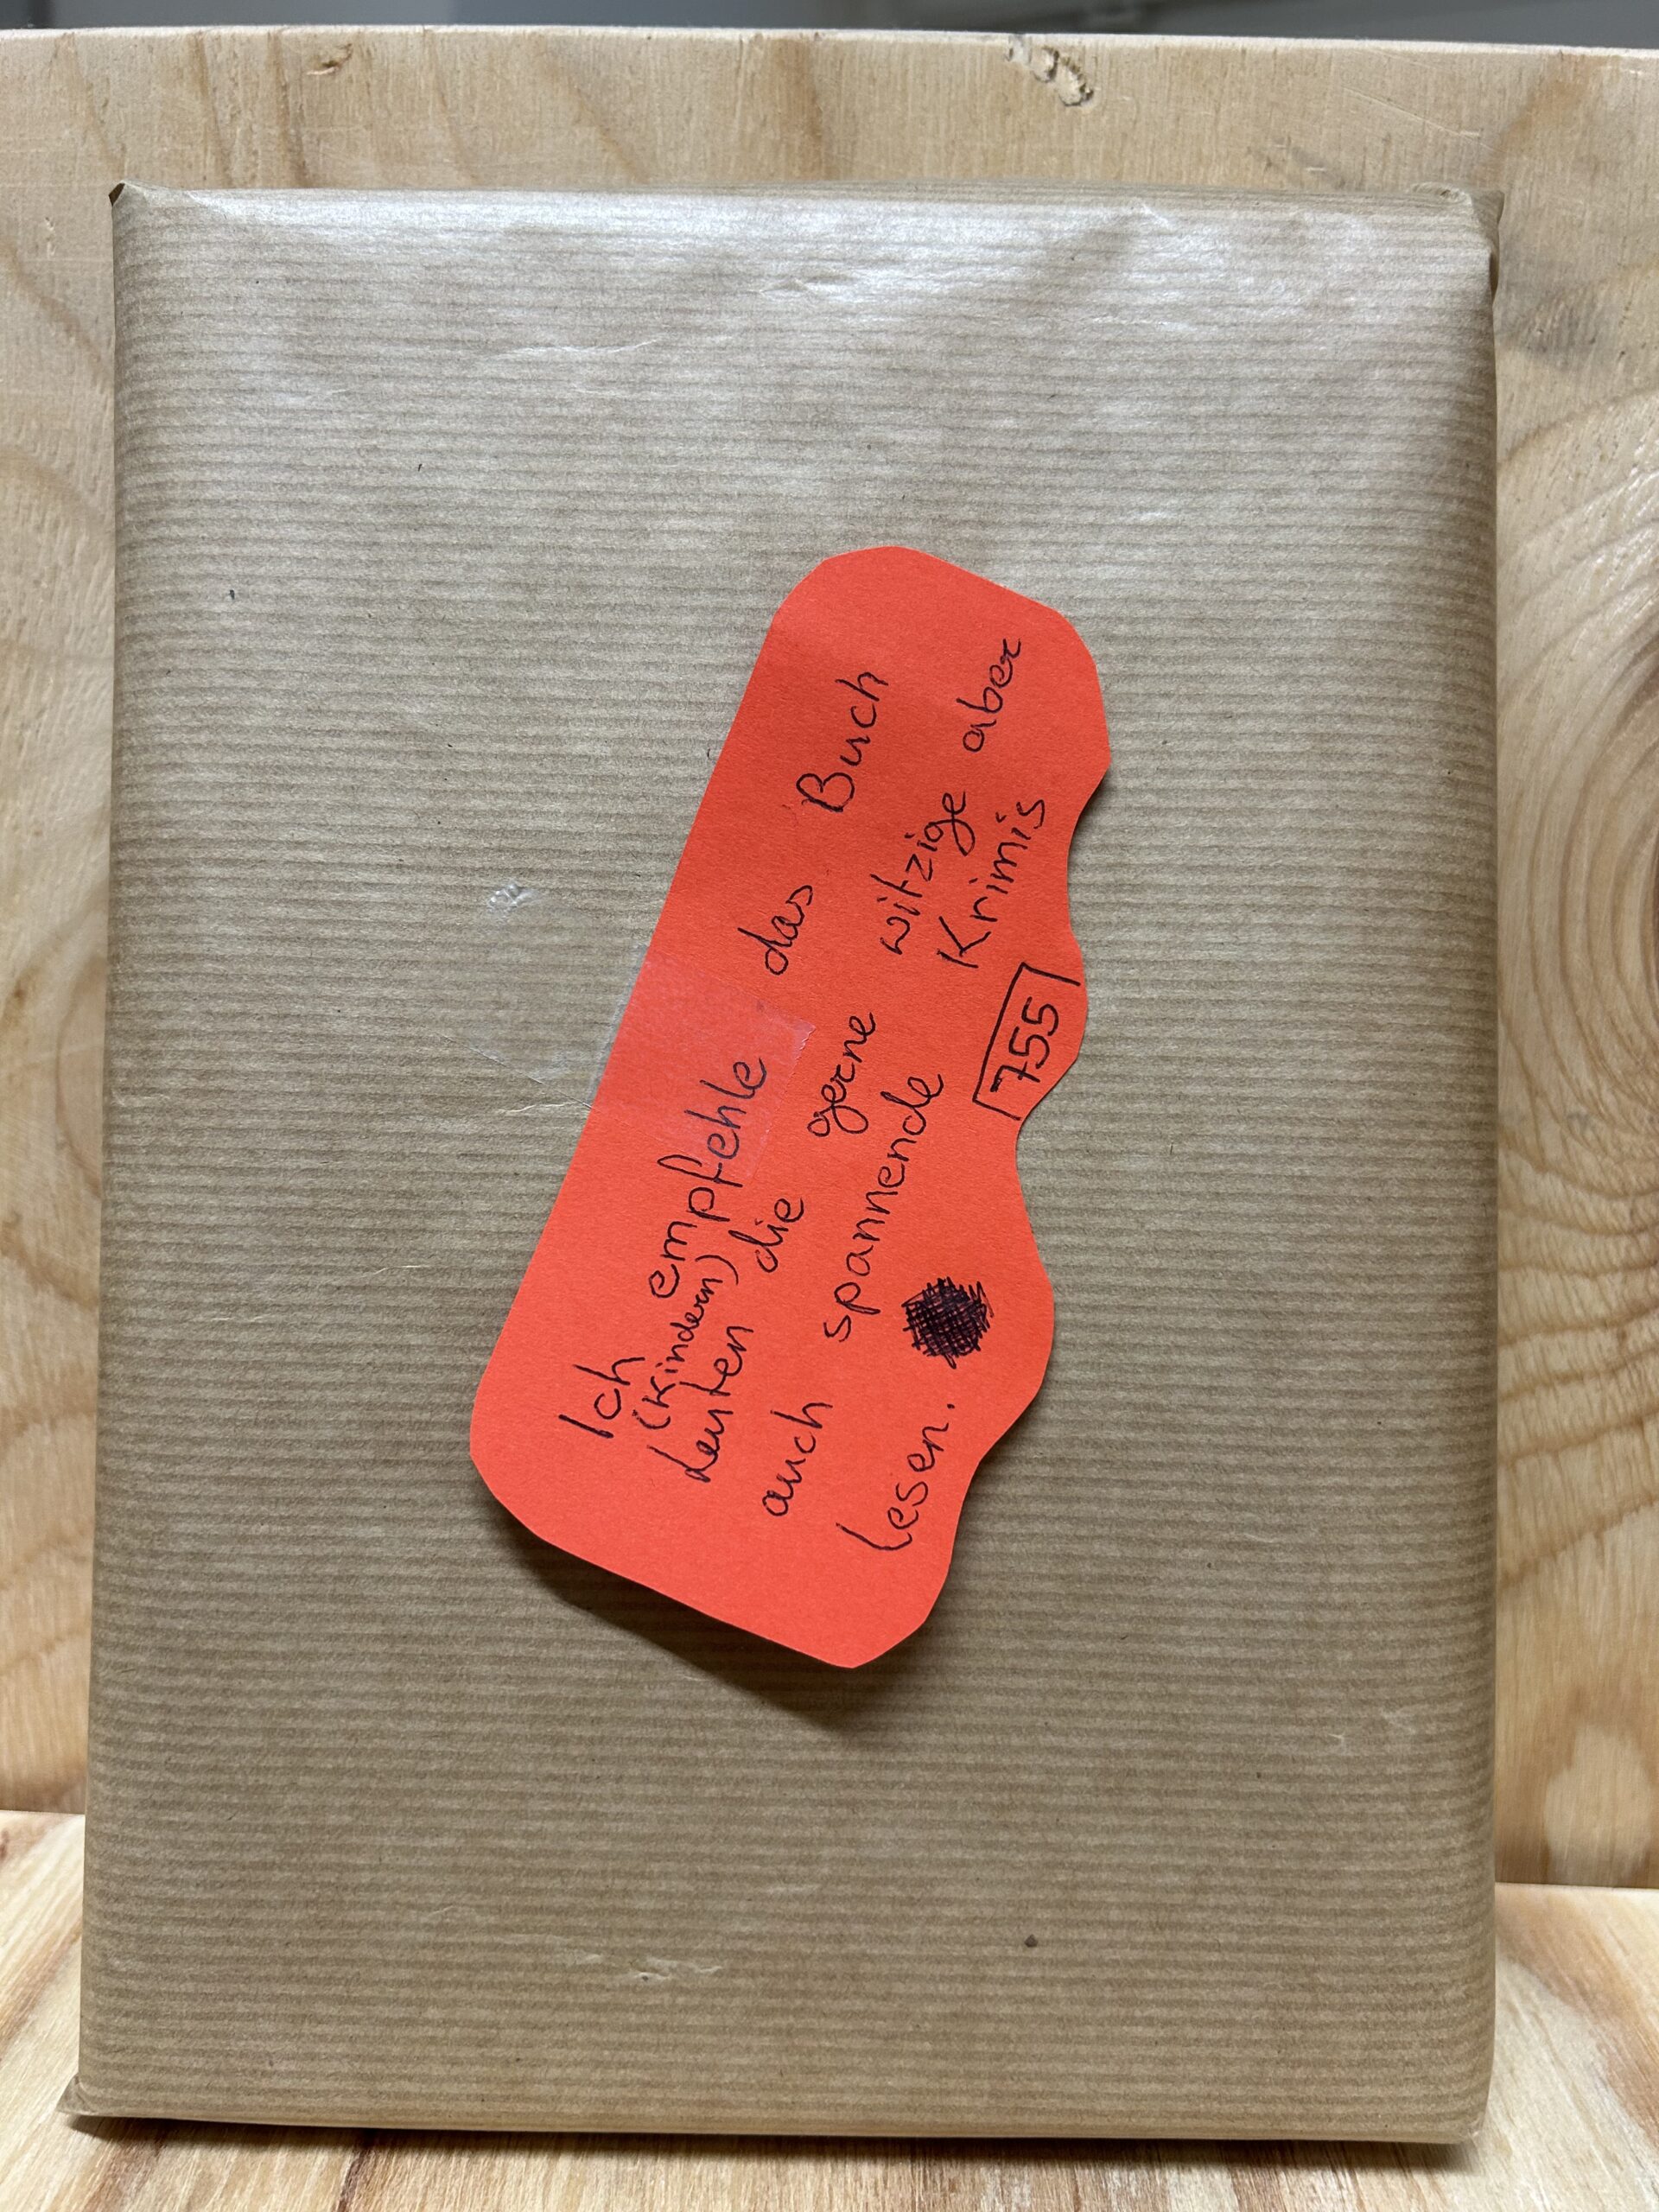 Ich empfehle das Buch
(Kindern)
Leuten die gerne witzige aber
auch spannende Krimis
lesen.
755